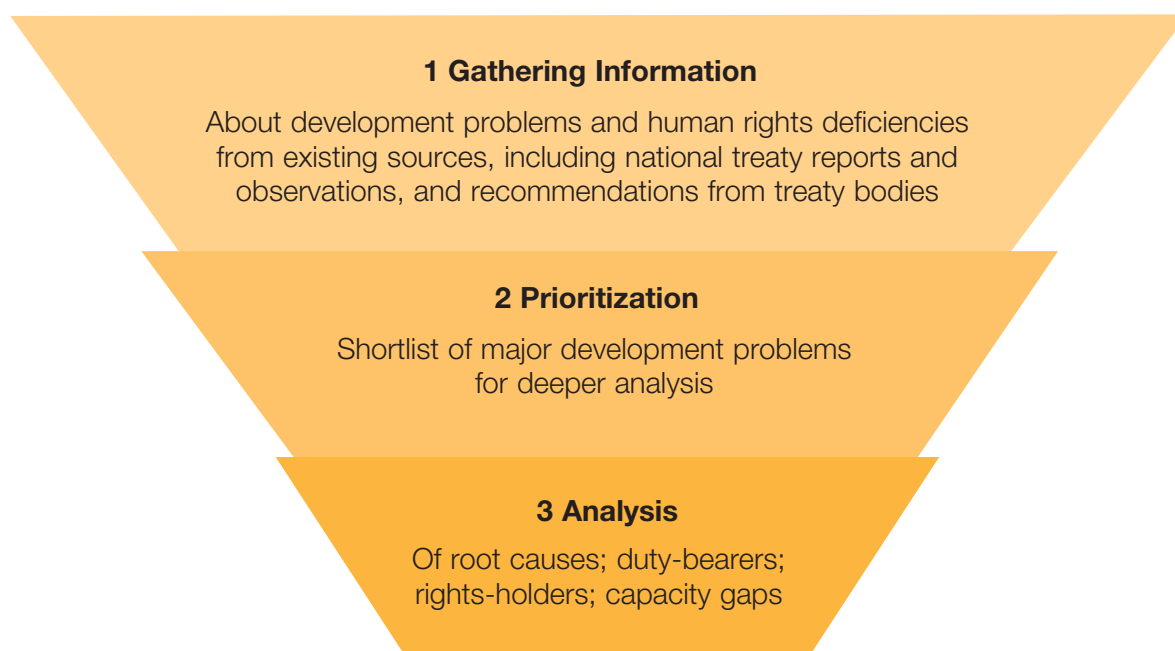 1 Gathering Information
About development problems and human rights deficiencies
from existing sources, including national treaty reports and
observations, and recommendations from treaty bodies
2 Prioritization
Shortlist of major development problems
for deeper analysis
3 Analysis
Of root causes; duty-bearers;
rights-holders; capacity gaps